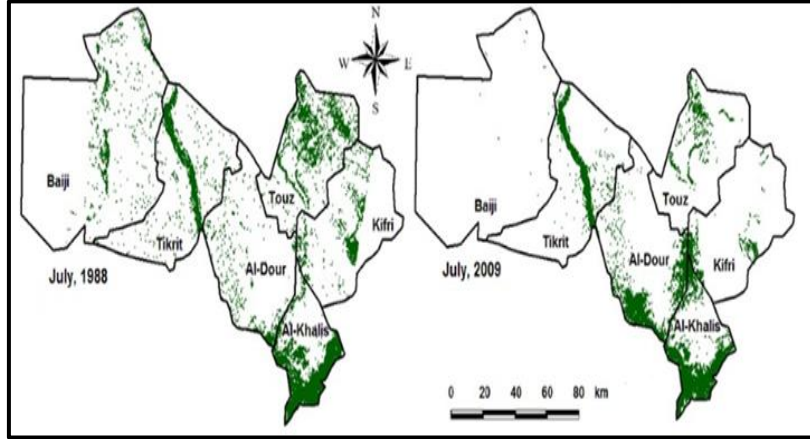 N
W E
S
Baiji
Tikrit
Touz
Kifri
Al-Dour
Al-Khalis
July, 1988
Baiji
Tikrit
Touz
Kifri
Al-Dour
Al-Khalis
July, 2009
0 20 40 60 80 km